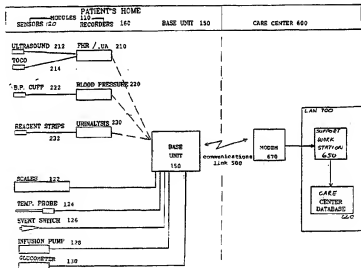 PATIENT'S HOME
MODULES 110
SENSORS 120 RECORDERS 160 BASE UNIT 150 CARE CENTER 600
ULTRASOUND 212 FHR / UA 210
TOCO
214
B.P. CUFF 222 BLOOD PRESSURE 220
REAGENT STRIPS URINALYSIS 230
232
BASE
UNIT
150
communications
link 500
MODEM
670
LAN 700
SUPPORT
WORK
STATION
650
CARE
CENTER
DATABASE
660
SCALES 122
TEMP. PROBE 124
EVENT SWITCH 126
INFUSION PUMP 128
GLUCOMETER 130